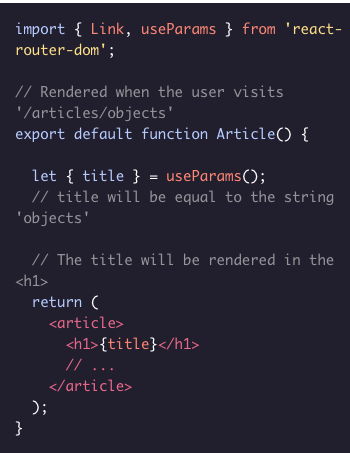 import { Link, useParams } from 'react-
router-dom';
// Rendered when the user visits
'/articles/objects'
export default function Article() {
let { title } = useParams();
// title will be equal to the string
'objects'
// The title will be rendered in the
<h1>
return (
<article>
<h1>{title}</h1>
// ...
</article>
);
}